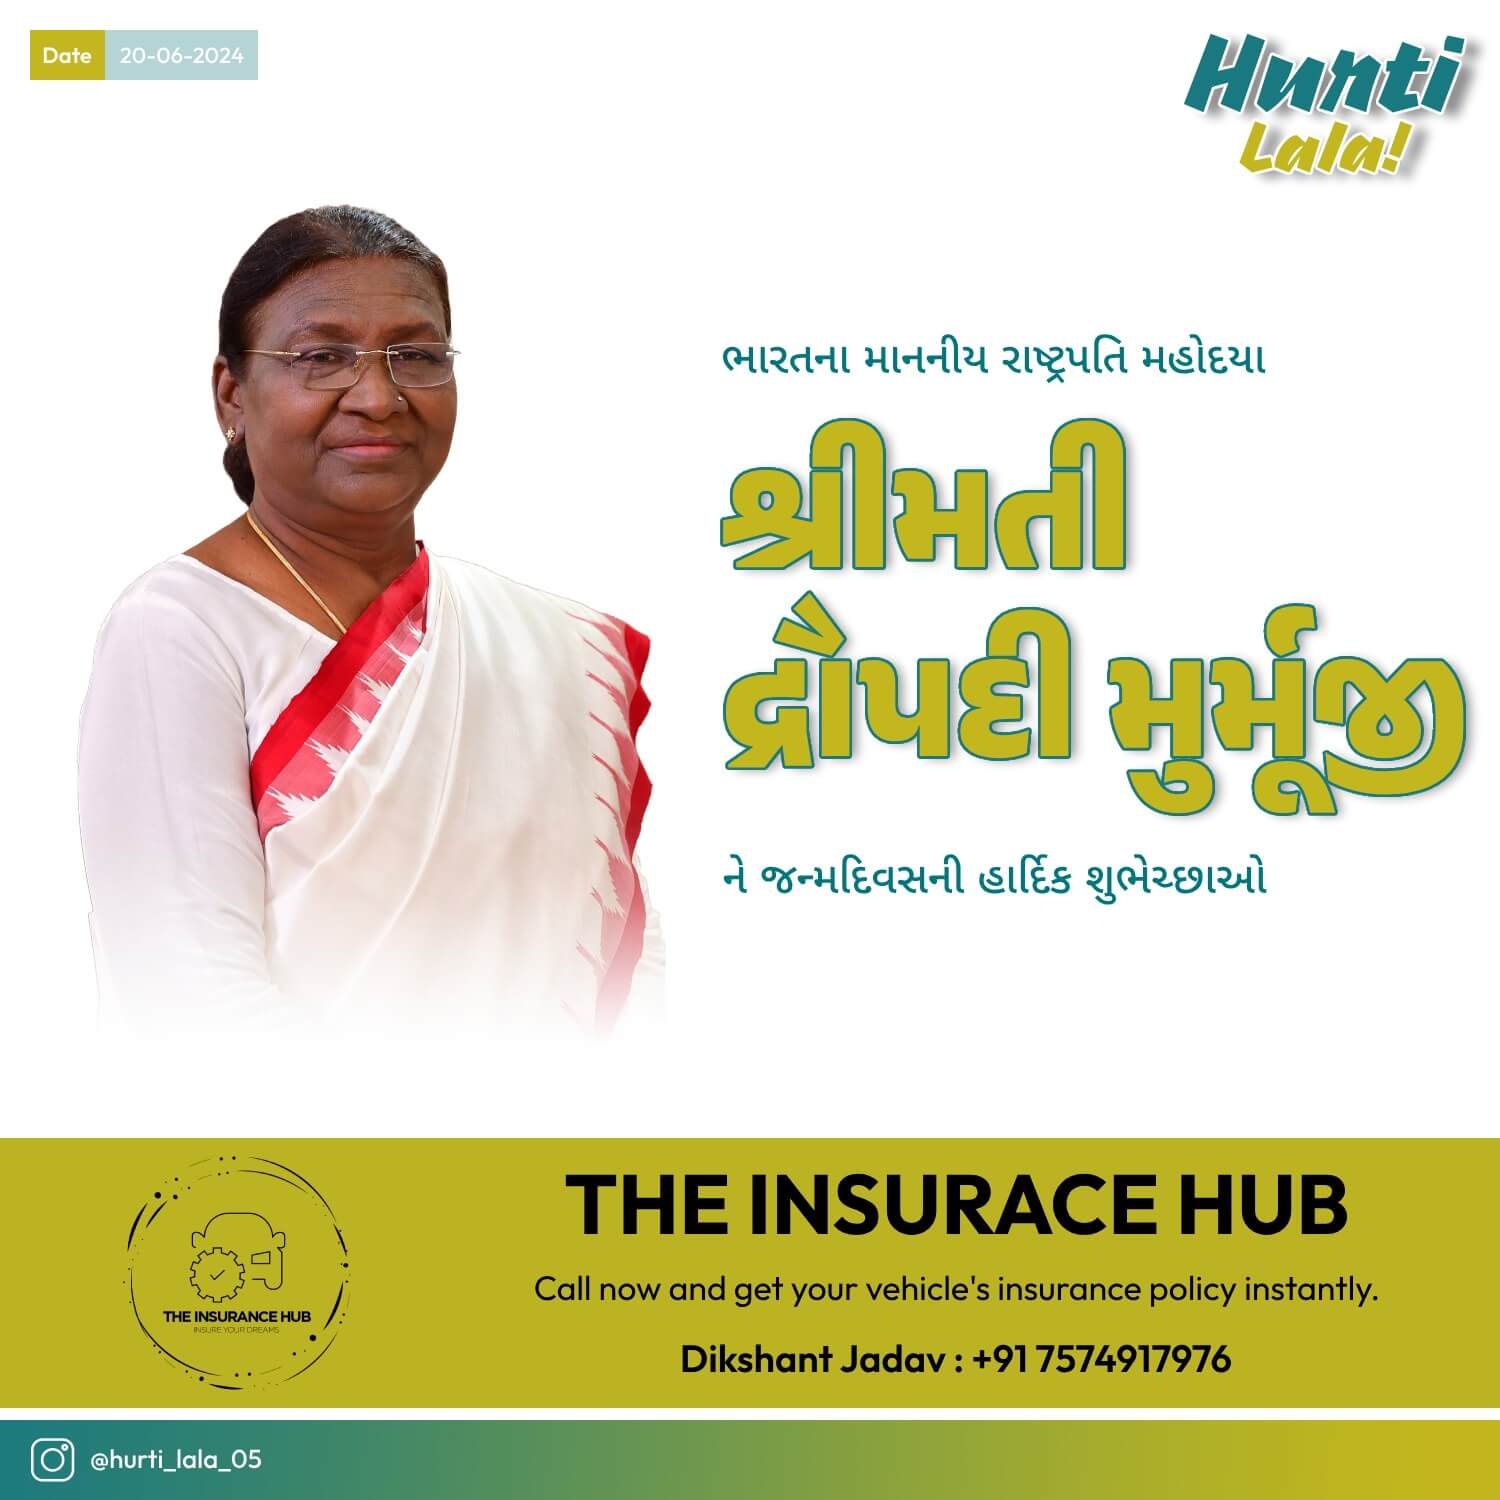 Date 20-06-2024
Hurti
Lala!
ભારતના માનનીય રાષ્ટ્રપતિ મહોદયા
શ્રીમતી
દ્રૌપદી મુર્મૂજી
ને જન્મદિવસની હાર્દિક શુભેચ્છાઓ
THE INSURACE HUB
Call now and get your vehicle's insurance policy instantly.
Dikshant Jadav : +91 7574917976
THE INSURANCE HUB
INSURE YOUR DREAMS
@hurti_lala_05